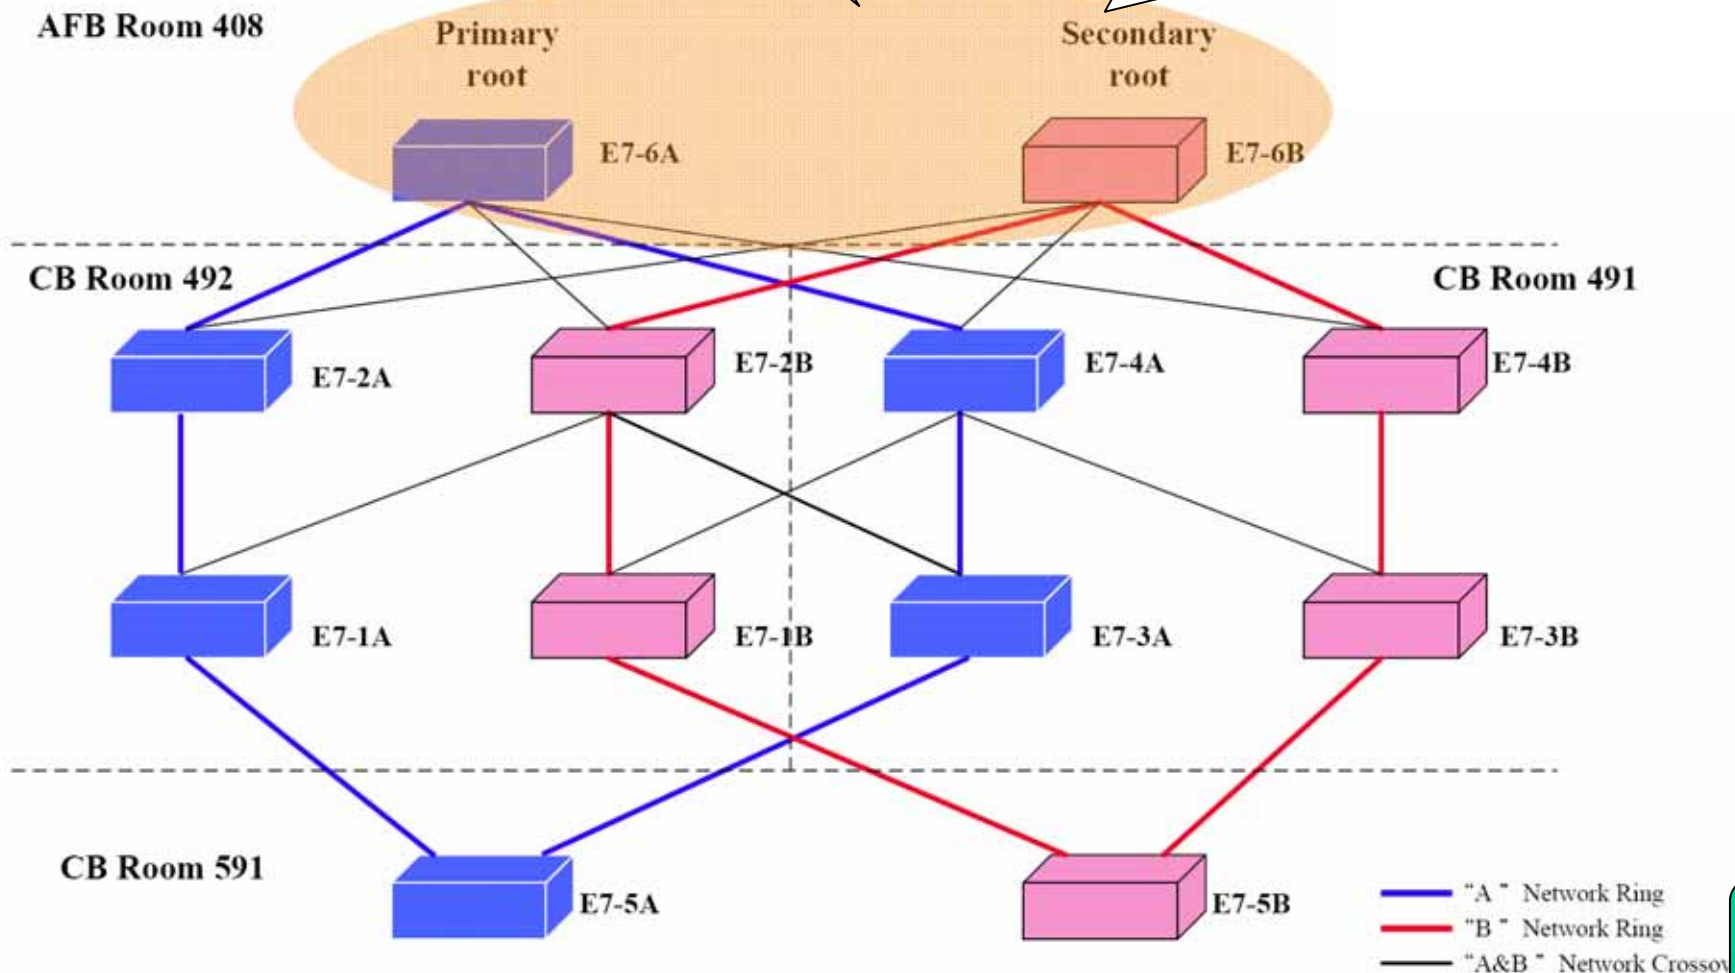 AFB Room 408
Primary
root
Secondary
root
E7-6A
E7-6B
CB Room 492
CB Room 491
E7-2A
E7-2B
E7-4A
E7-4B
E7-1A
E7-1B
E7-3A
E7-3B
CB Room 591
E7-5A
E7-5B
“A ” Network Ring
“B ” Network Ring
“A&B ” Network